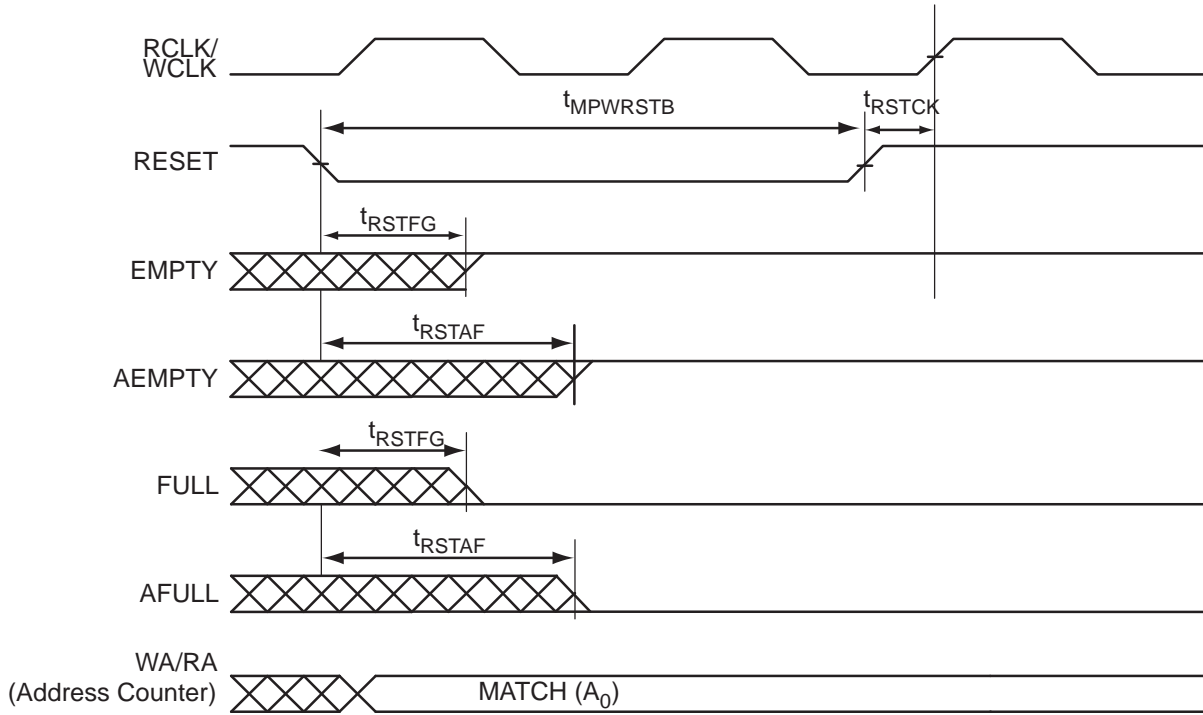 RCLK/
WCLK
tMPWRSTB
tRSTCK
RESET
tRSTFG
EMPTY
tRSTAF
AEMPTY
tRSTFG
FULL
tRSTAF
AFULL
WA/RA
(Address Counter)
MATCH (A0)